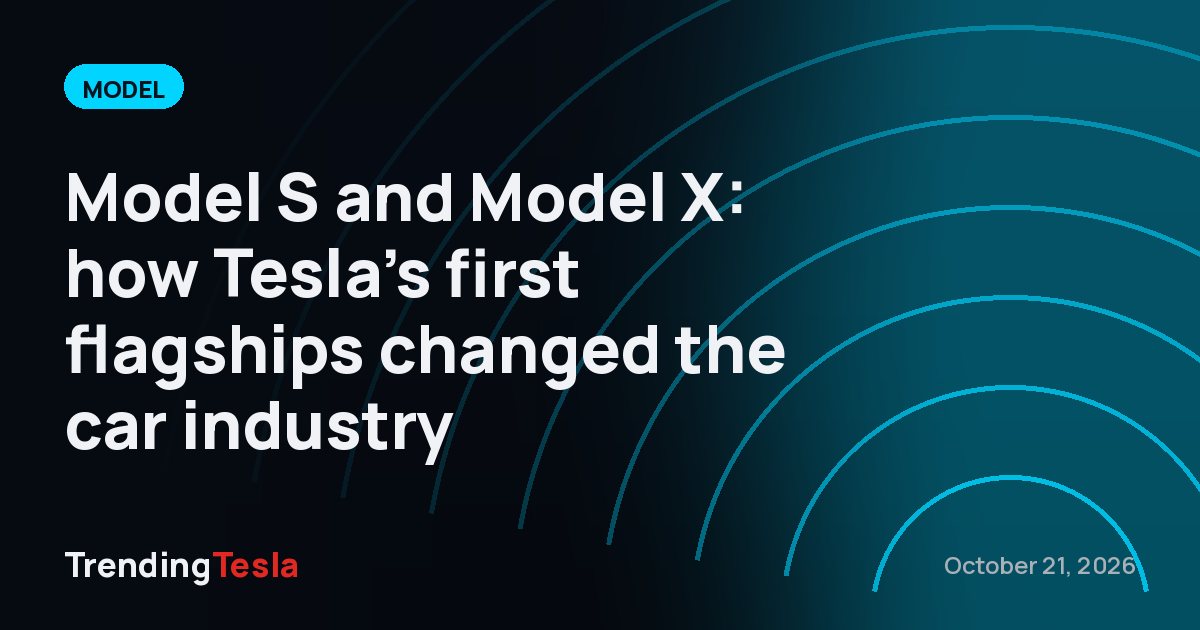 MODEL
Model S and Model X:
how Tesla’s first
flagships changed the
car industry
TrendingTesla
October 21, 2026